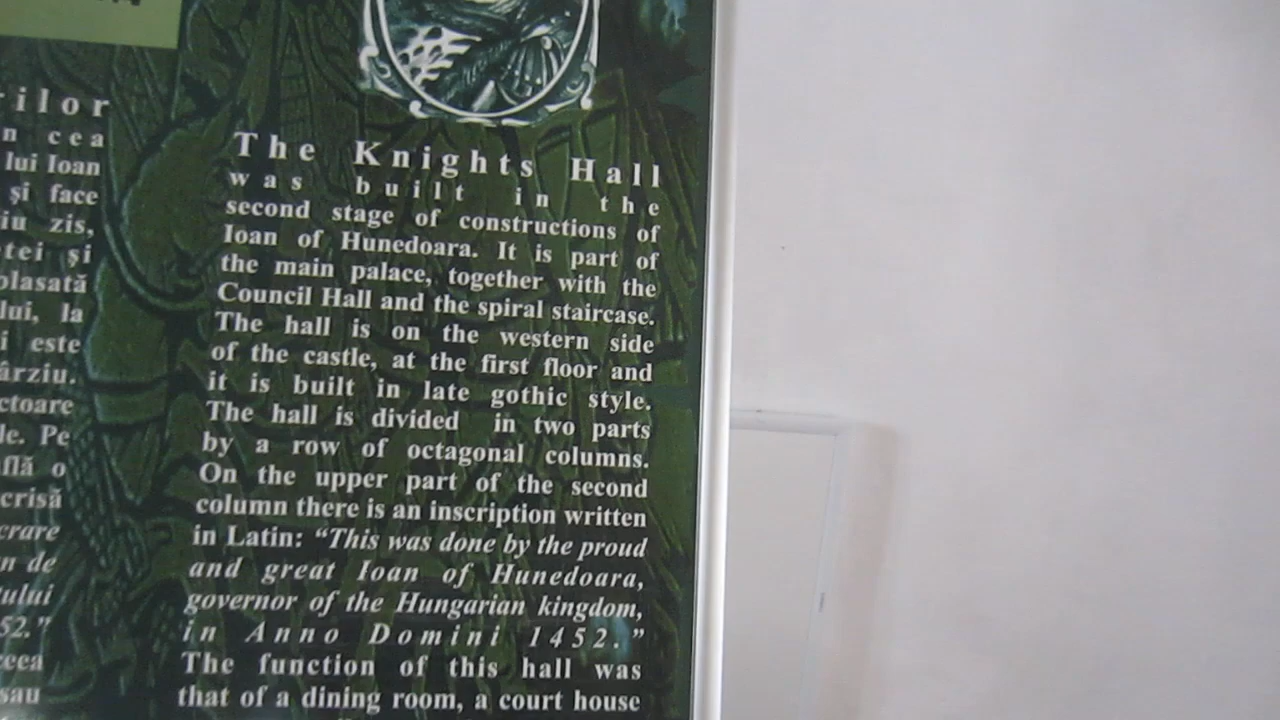 ilor
n cea
lui Ioan
și face
iu zis,
tei și
plasată
lui, la
i este
ârziu.
ctoare
le. Pe
află o
crisă
crare
n de
tului
52."
cea
sau
The Knights Hall
was built in the
second stage of constructions of
Ioan of Hunedoara. It is part of
the main palace, together with the
Council Hall and the spiral staircase.
The hall is on the western side
of the castle, at the first floor and
it is built in late gothic style.
The hall is divided in two parts
by a row of octagonal columns.
On the upper part of the second
column there is an inscription written
in Latin: “This was done by the proud
and great Ioan of Hunedoara,
governor of the Hungarian kingdom,
in Anno Domini 1452.”
The function of this hall was
that of a dining room, a court house